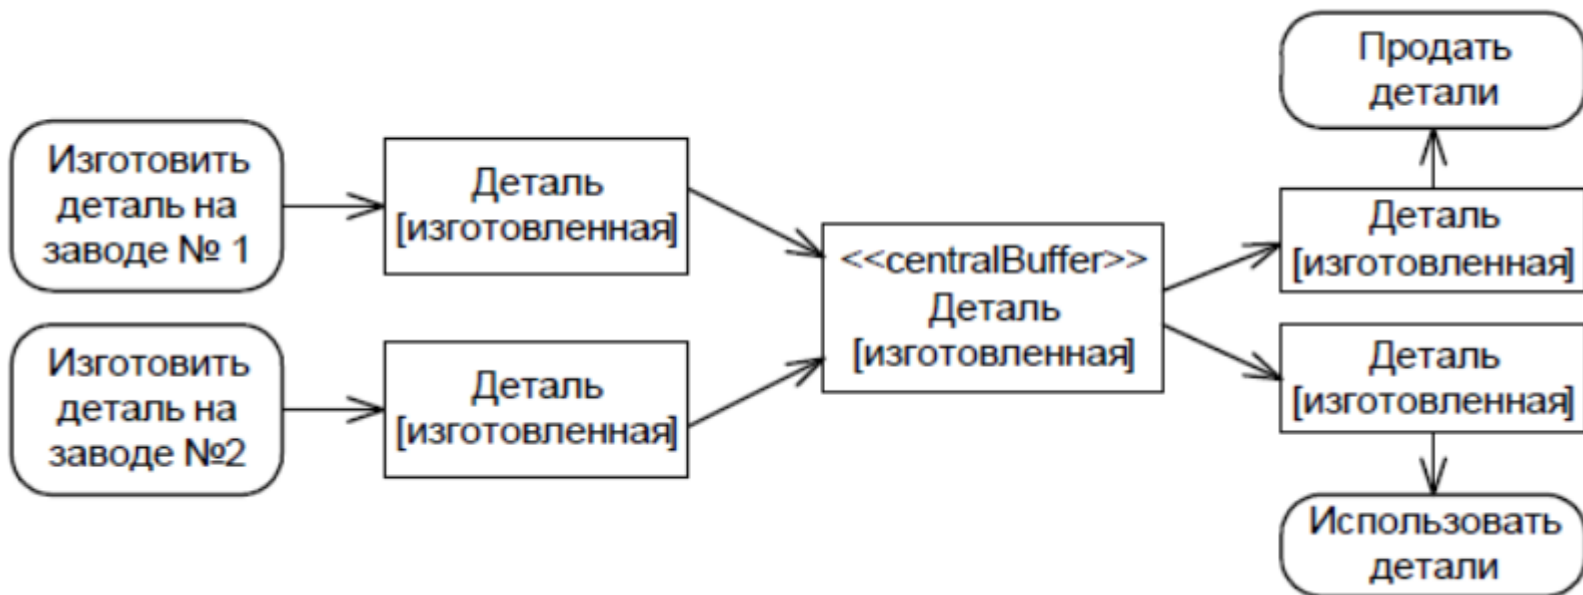 Изготовить
деталь на
заводе № 1
Деталь
[изготовленная]
Изготовить
деталь на
заводе №2
Деталь
[изготовленная]
<<centralBuffer>>
Деталь
[изготовленная]
Продать
детали
Деталь
[изготовленная]
Деталь
[изготовленная]
Использовать
детали